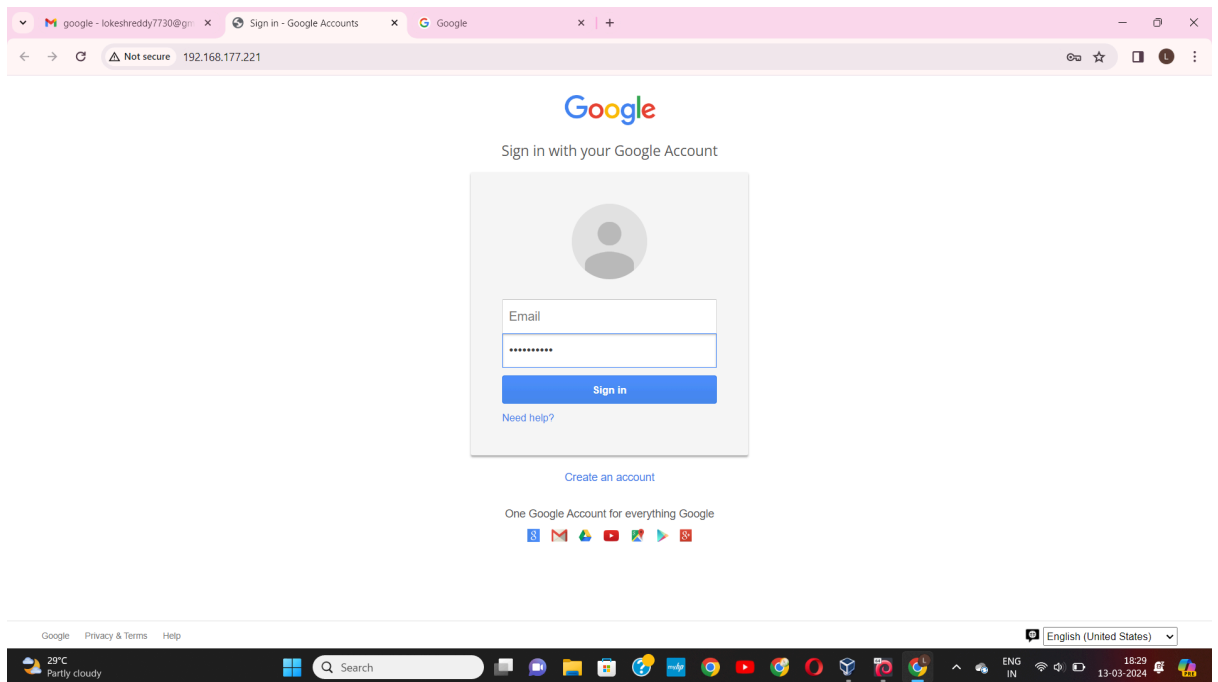 google - lokeshreddy7730@gm
Sign in - Google Accounts
Google
Not secure 192.168.177.221
L
Google
Sign in with your Google Account
Email
••••••••••
Sign in
Need help?
Create an account
One Google Account for everything Google
Google Privacy & Terms Help
English (United States)
29°C
Partly cloudy
Search
ENG
IN
18:29
13-03-2024